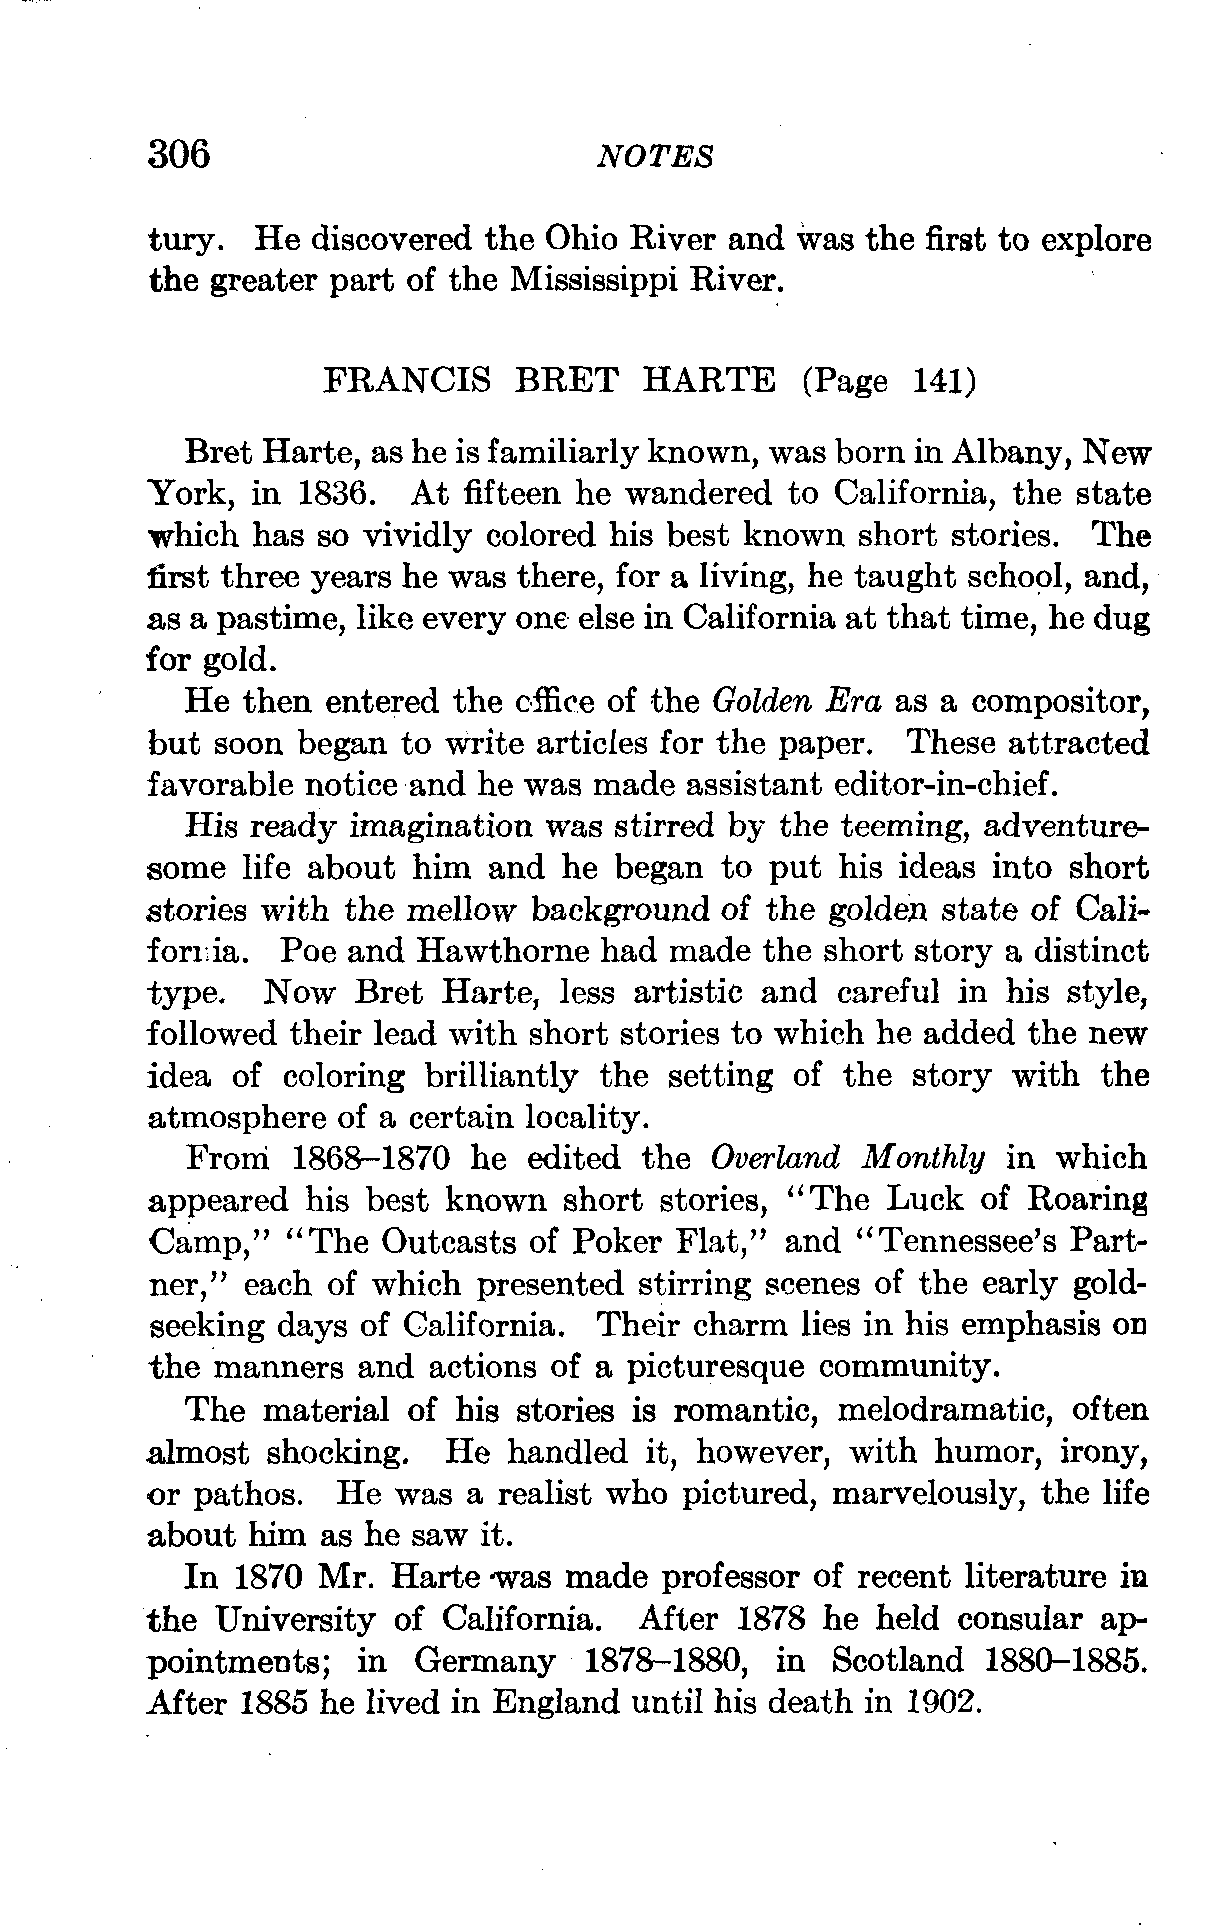 306 NOTES
tury. He discovered the Ohio River and was the first to explore
the greater part of the Mississippi River.
FRANCIS BRET HARTE (Page 141)
Bret Harte, as he is familiarly known, was born in Albany, New
York, in 1836. At fifteen he wandered to California, the state
which has so vividly colored his best known short stories. The
first three years he was there, for a living, he taught school, and,
as a pastime, like every one else in California at that time, he dug
for gold.
He then entered the office of the Golden Era as a compositor,
but soon began to write articles for the paper. These attracted
favorable notice and he was made assistant editor-in-chief.
His ready imagination was stirred by the teeming, adventure-
some life about him and he began to put his ideas into short
stories with the mellow background of the golden state of Cali-
fornia. Poe and Hawthorne had made the short story a distinct
type. Now Bret Harte, less artistic and careful in his style,
followed their lead with short stories to which he added the new
idea of coloring brilliantly the setting of the story with the
atmosphere of a certain locality.
From 1868–1870 he edited the Overland Monthly in which
appeared his best known short stories, "The Luck of Roaring
Camp," "The Outcasts of Poker Flat," and "Tennessee's Part-
ner," each of which presented stirring scenes of the early gold-
seeking days of California. Their charm lies in his emphasis on
the manners and actions of a picturesque community.
The material of his stories is romantic, melodramatic, often
almost shocking. He handled it, however, with humor, irony,
or pathos. He was a realist who pictured, marvelously, the life
about him as he saw it.
In 1870 Mr. Harte was made professor of recent literature in
the University of California. After 1878 he held consular ap-
pointments; in Germany 1878–1880, in Scotland 1880–1885.
After 1885 he lived in England until his death in 1902.